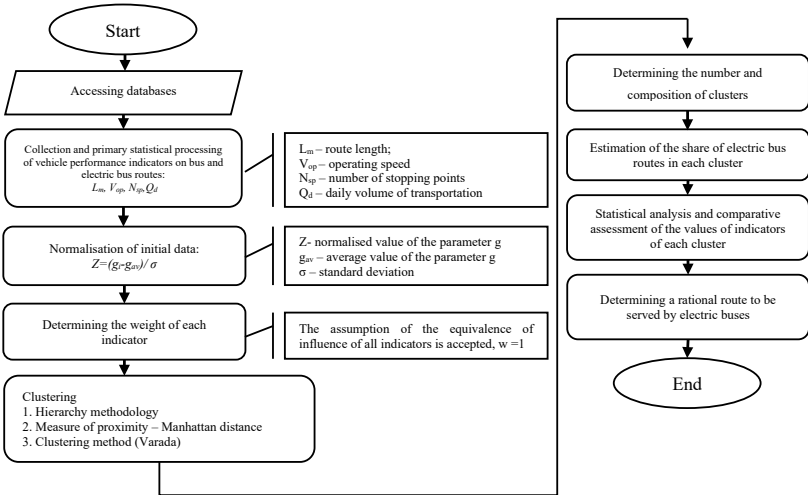 Start
Accessing databases
Collection and primary statistical processing
of vehicle performance indicators on bus and
electric bus routes:
Lm, Vop, Nsp,Qd
Lm – route length;
Vop – operating speed
Nsp – number of stopping points
Qd – daily volume of transportation
Normalisation of initial data:
Z=(gi-gav)/ σ
Z- normalised value of the parameter g
gav – average value of the parameter g
σ – standard deviation
Determining the weight of each
indicator
The assumption of the equivalence of
influence of all indicators is accepted, w =1
Clustering
1. Hierarchy methodology
2. Measure of proximity – Manhattan distance
3. Clustering method (Varada)
Determining the number and
composition of clusters
Estimation of the share of electric bus
routes in each cluster
Statistical analysis and comparative
assessment of the values of indicators
of each cluster
Determining a rational route to be
served by electric buses
End